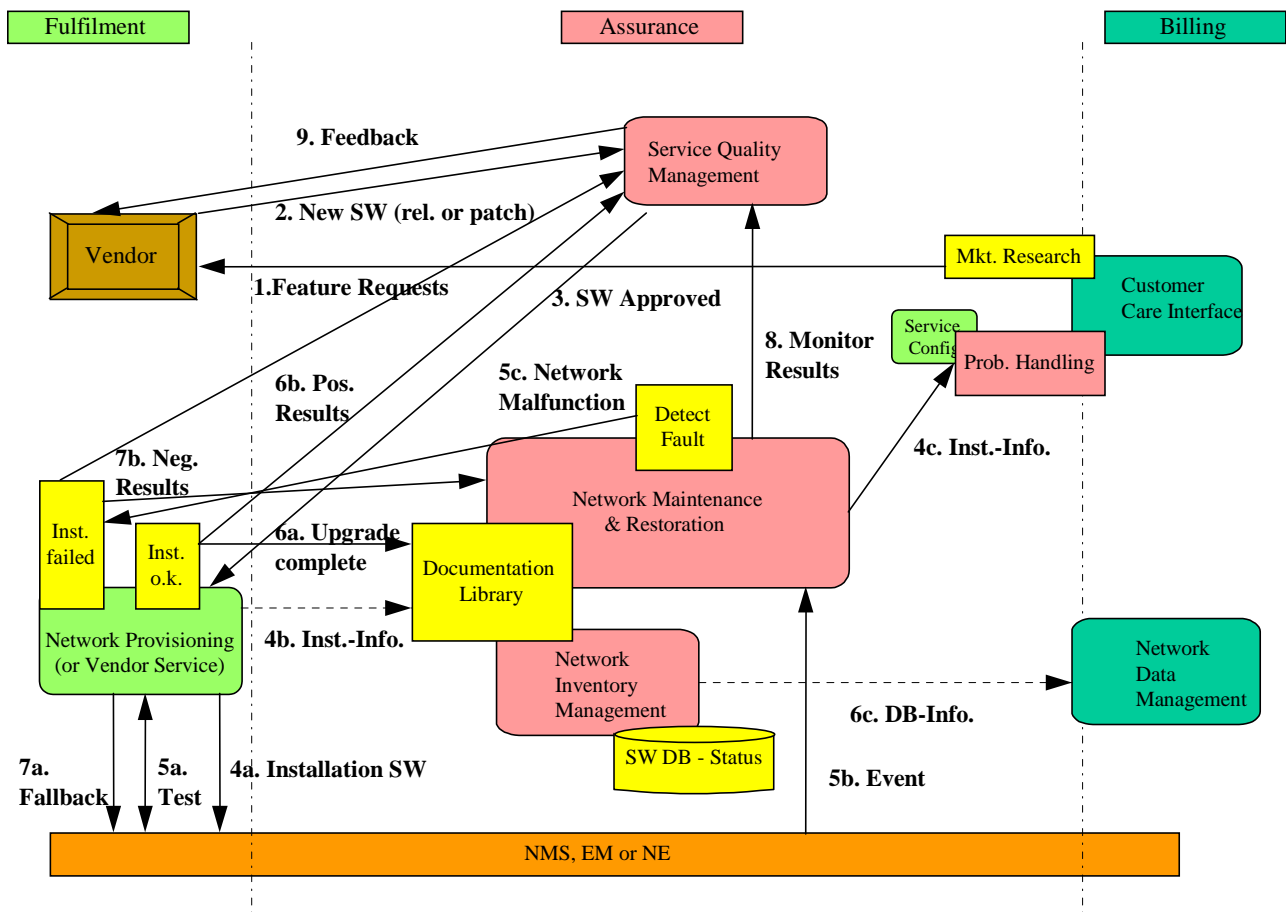 Fulfilment
Assurance
Billing
9. Feedback
Service Quality
Management
2. New SW (rel. or patch)
Vendor
Mkt. Research
1.Feature Requests
3. SW Approved
Customer
Care Interface
Service
Config
8. Monitor
Results
Prob. Handling
6b. Pos.
Results
5c. Network
Malfunction
Detect
Fault
4c. Inst.-Info.
7b. Neg.
Results
Network Maintenance
& Restoration
Inst.
failed
Inst.
o.k.
6a. Upgrade
complete
Documentation
Library
4b. Inst.-Info.
Network Provisioning
(or Vendor Service)
Network
Inventory
Management
Network
Data
Management
6c. DB-Info.
SW DB - Status
7a.
Fallback
5a.
Test
4a. Installation SW
5b. Event
NMS, EM or NE